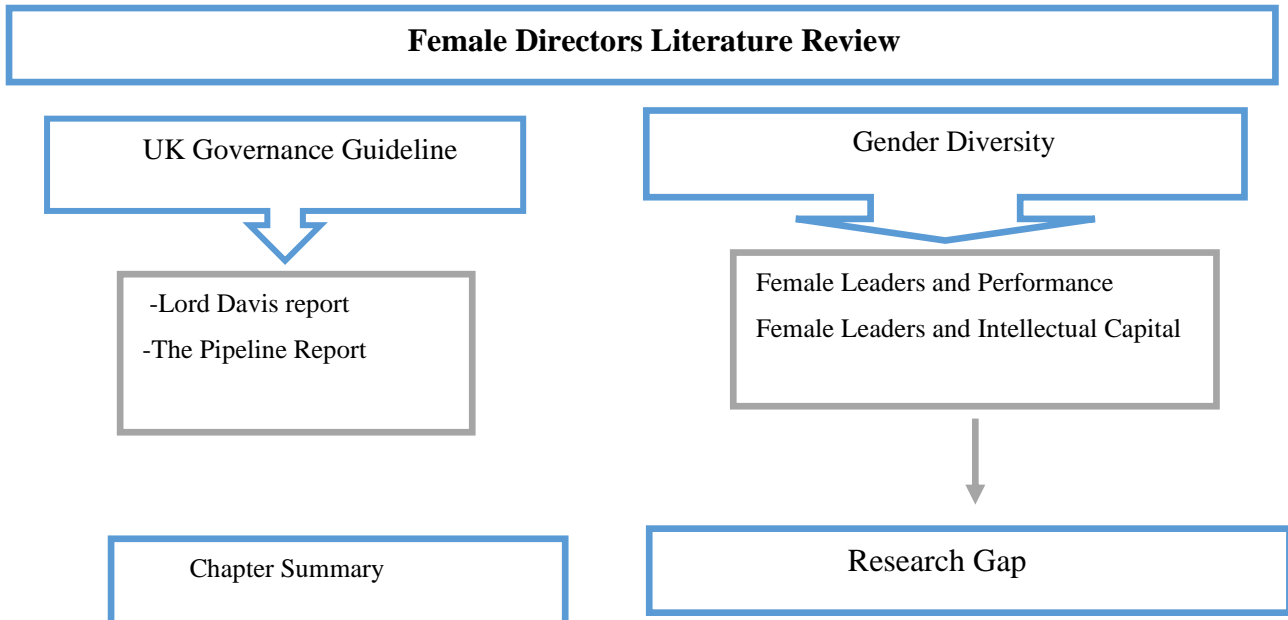 Female Directors Literature Review
UK Governance Guideline
Gender Diversity
-Lord Davis report
-The Pipeline Report
Female Leaders and Performance
Female Leaders and Intellectual Capital
Chapter Summary
Research Gap